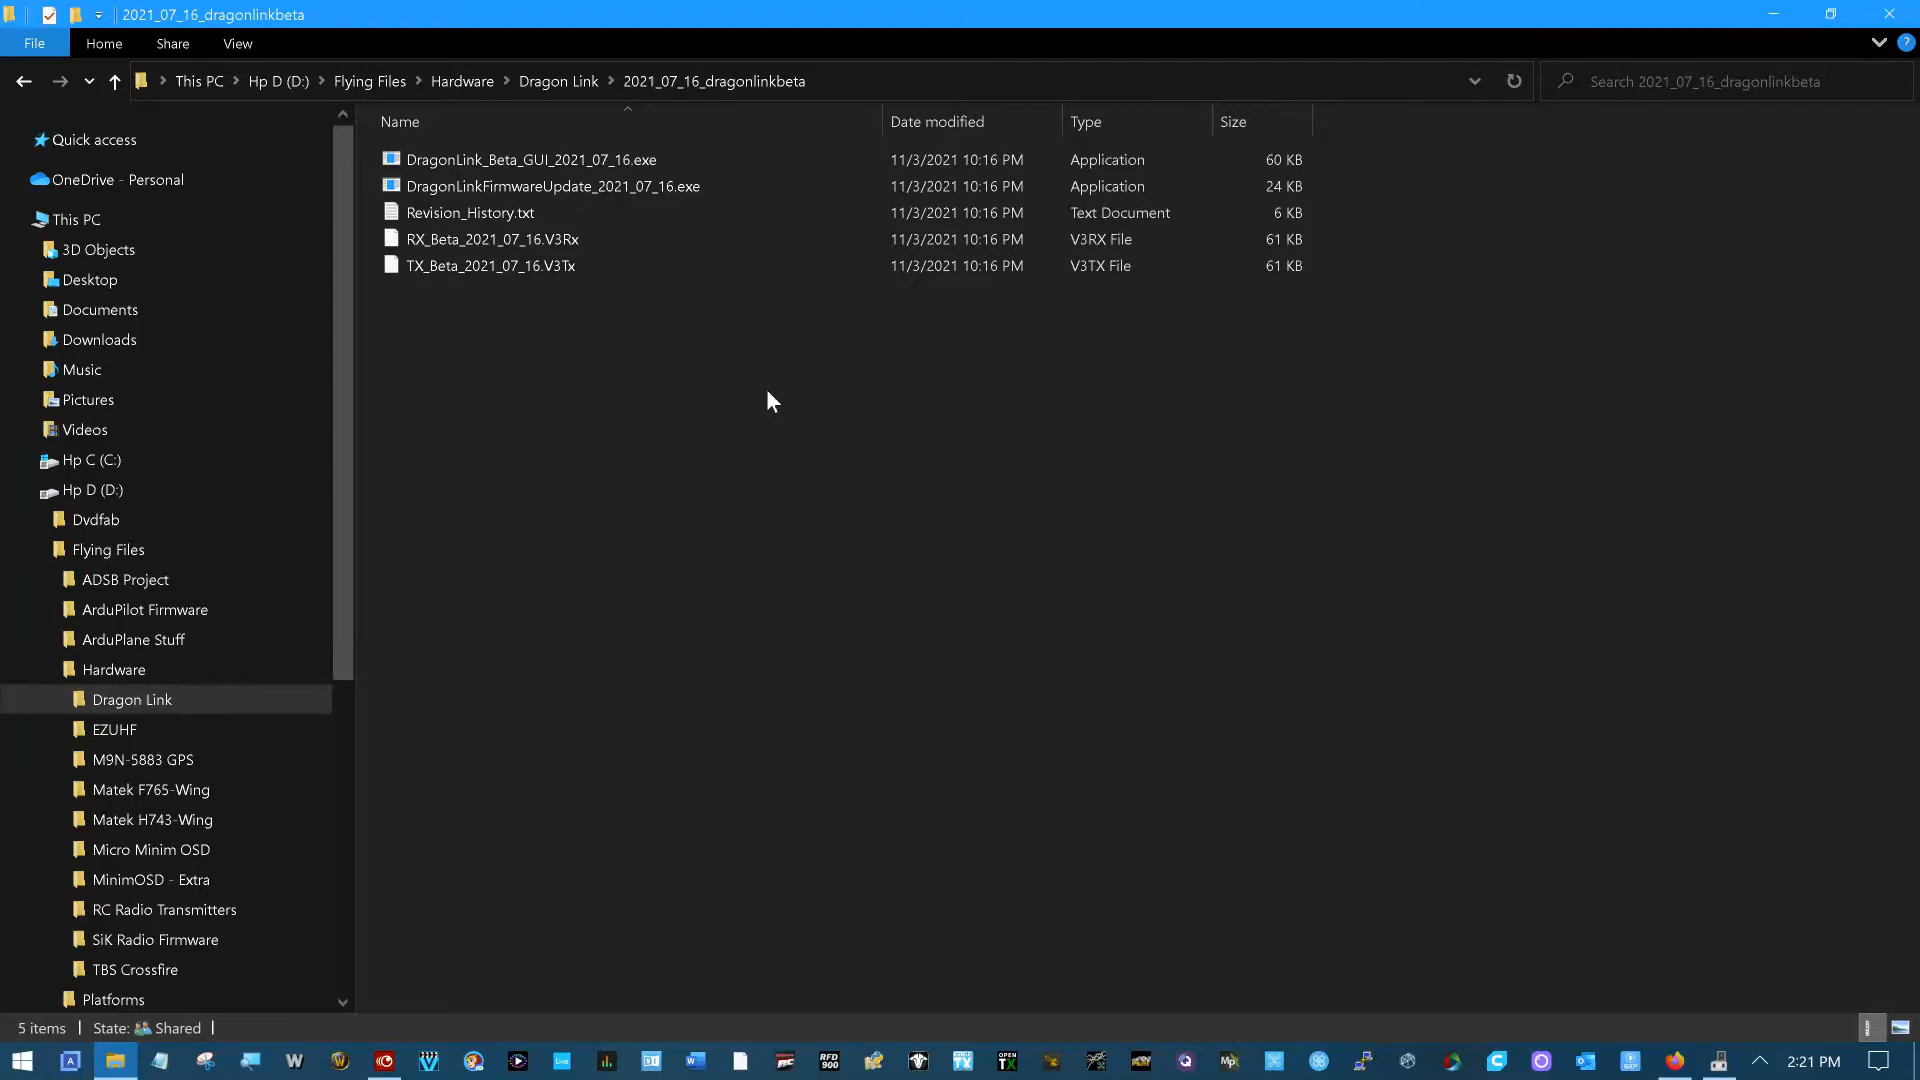 2021_07_16_dragonlinkbeta
File Home Share View
This PC Hp D (D:) Flying Files Hardware Dragon Link 2021_07_16_dragonlinkbeta
Search 2021_07_16_dragonlinkbeta
Name Date modified Type Size
DragonLink_Beta_GUI_2021_07_16.exe 11/3/2021 10:16 PM Application 60 KB
DragonLinkFirmwareUpdate_2021_07_16.exe 11/3/2021 10:16 PM Application 24 KB
Revision_History.txt 11/3/2021 10:16 PM Text Document 6 KB
RX_Beta_2021_07_16.V3Rx 11/3/2021 10:16 PM V3RX File 61 KB
TX_Beta_2021_07_16.V3Tx 11/3/2021 10:16 PM V3TX File 61 KB
Quick access
OneDrive - Personal
This PC
3D Objects
Desktop
Documents
Downloads
Music
Pictures
Videos
Hp C (C:)
Hp D (D:)
Dvdfab
Flying Files
ADSB Project
ArduPilot Firmware
ArduPlane Stuff
Hardware
Dragon Link
EZUHF
M9N-5883 GPS
Matek F765-Wing
Matek H743-Wing
Micro Minim OSD
MinimOSD - Extra
RC Radio Transmitters
SiK Radio Firmware
TBS Crossfire
Platforms
5 items State: Shared
2:21 PM